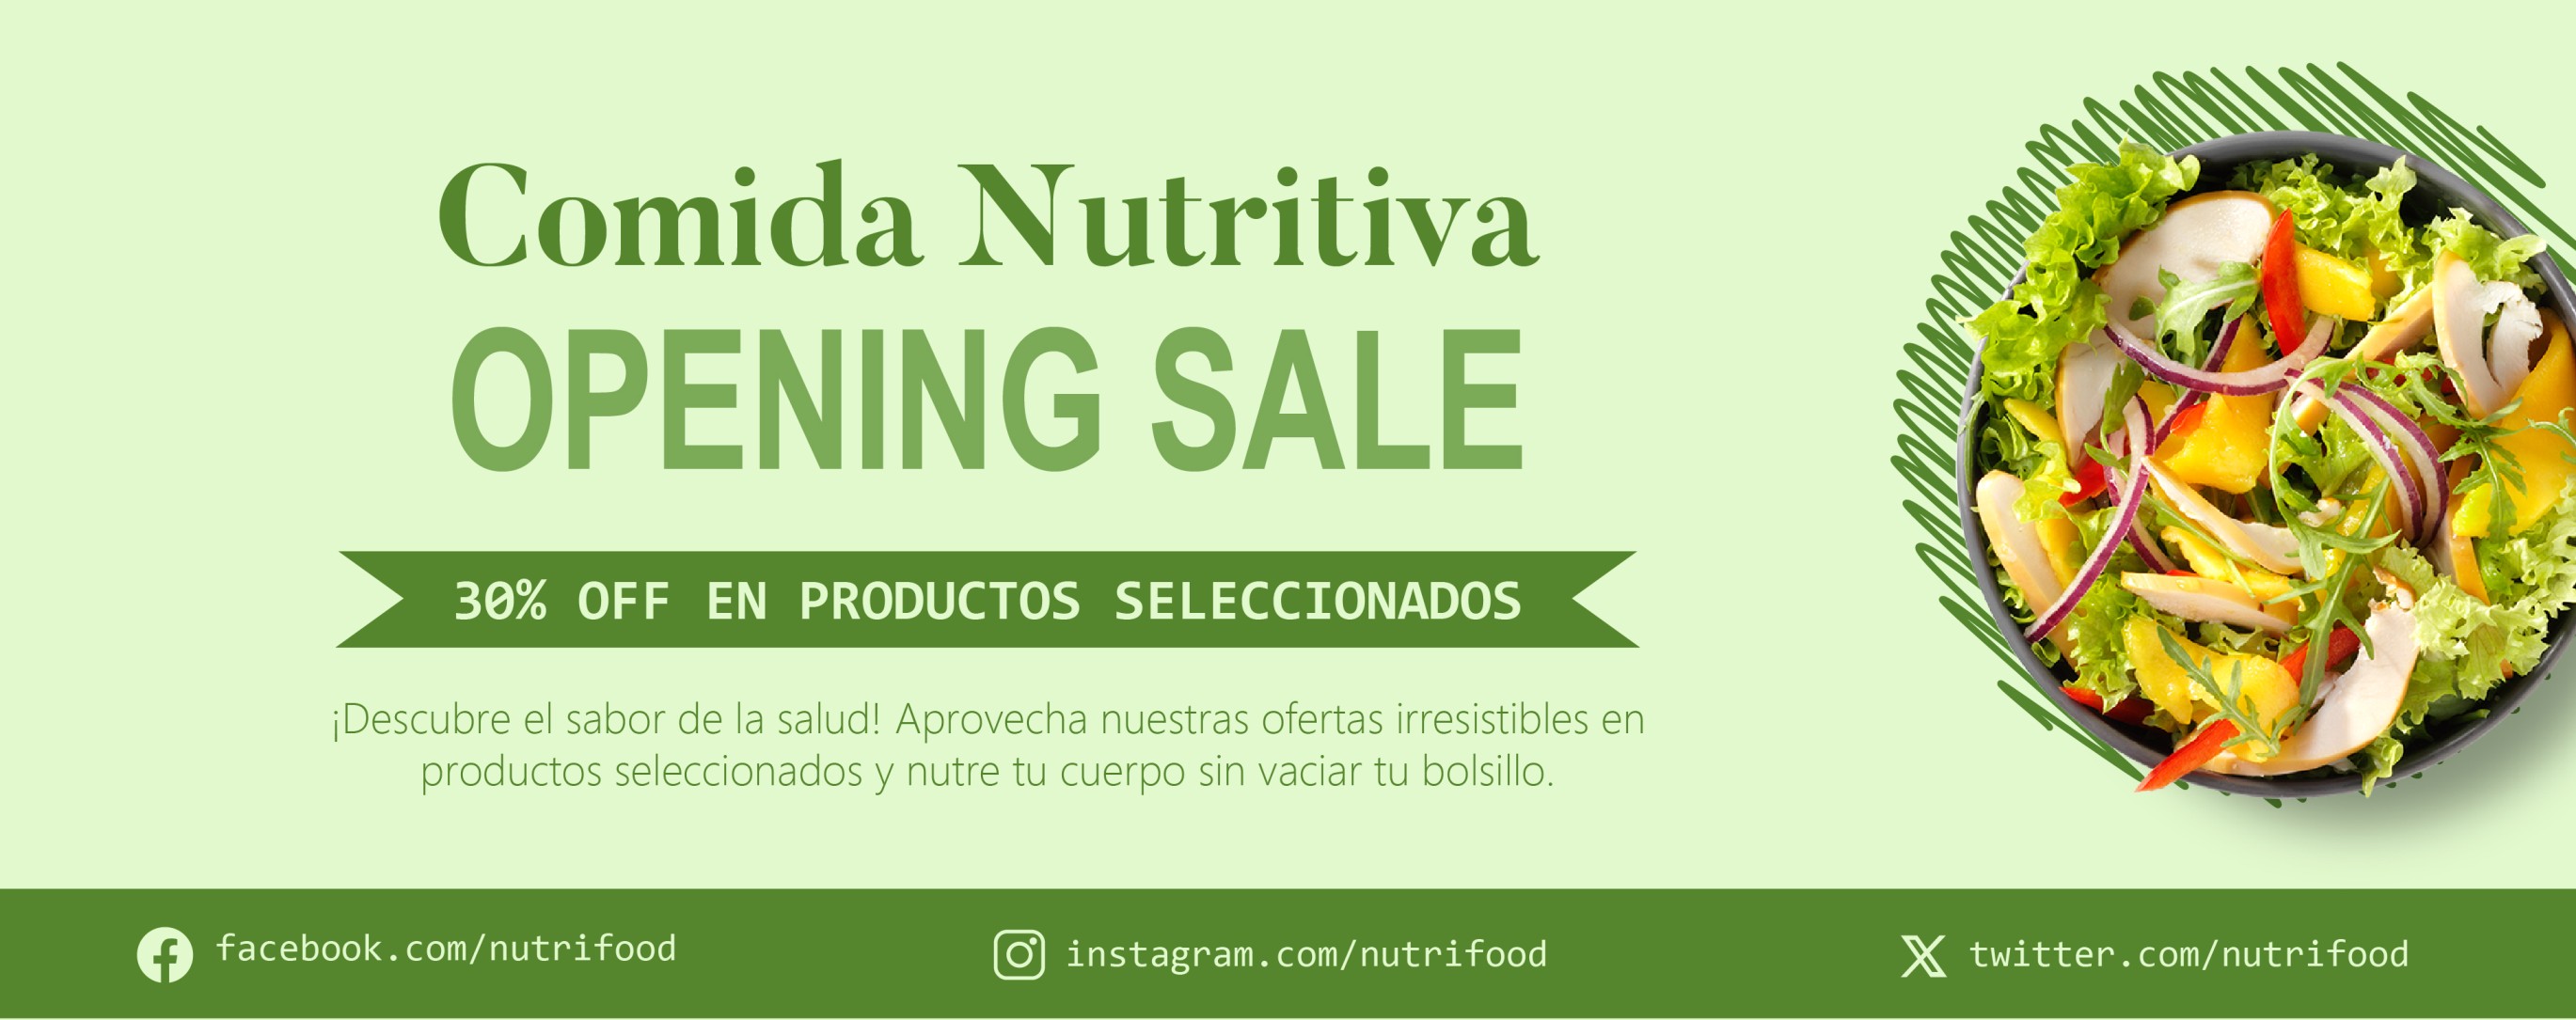 Comida Nutritiva
OPENING SALE
30% OFF EN PRODUCTOS SELECCIONADOS
¡Descubre el sabor de la salud! Aprovecha nuestras ofertas irresistibles en
productos seleccionados y nutre tu cuerpo sin vaciar tu bolsillo.
facebook.com/nutrifood
instagram.com/nutrifood
twitter.com/nutrifood